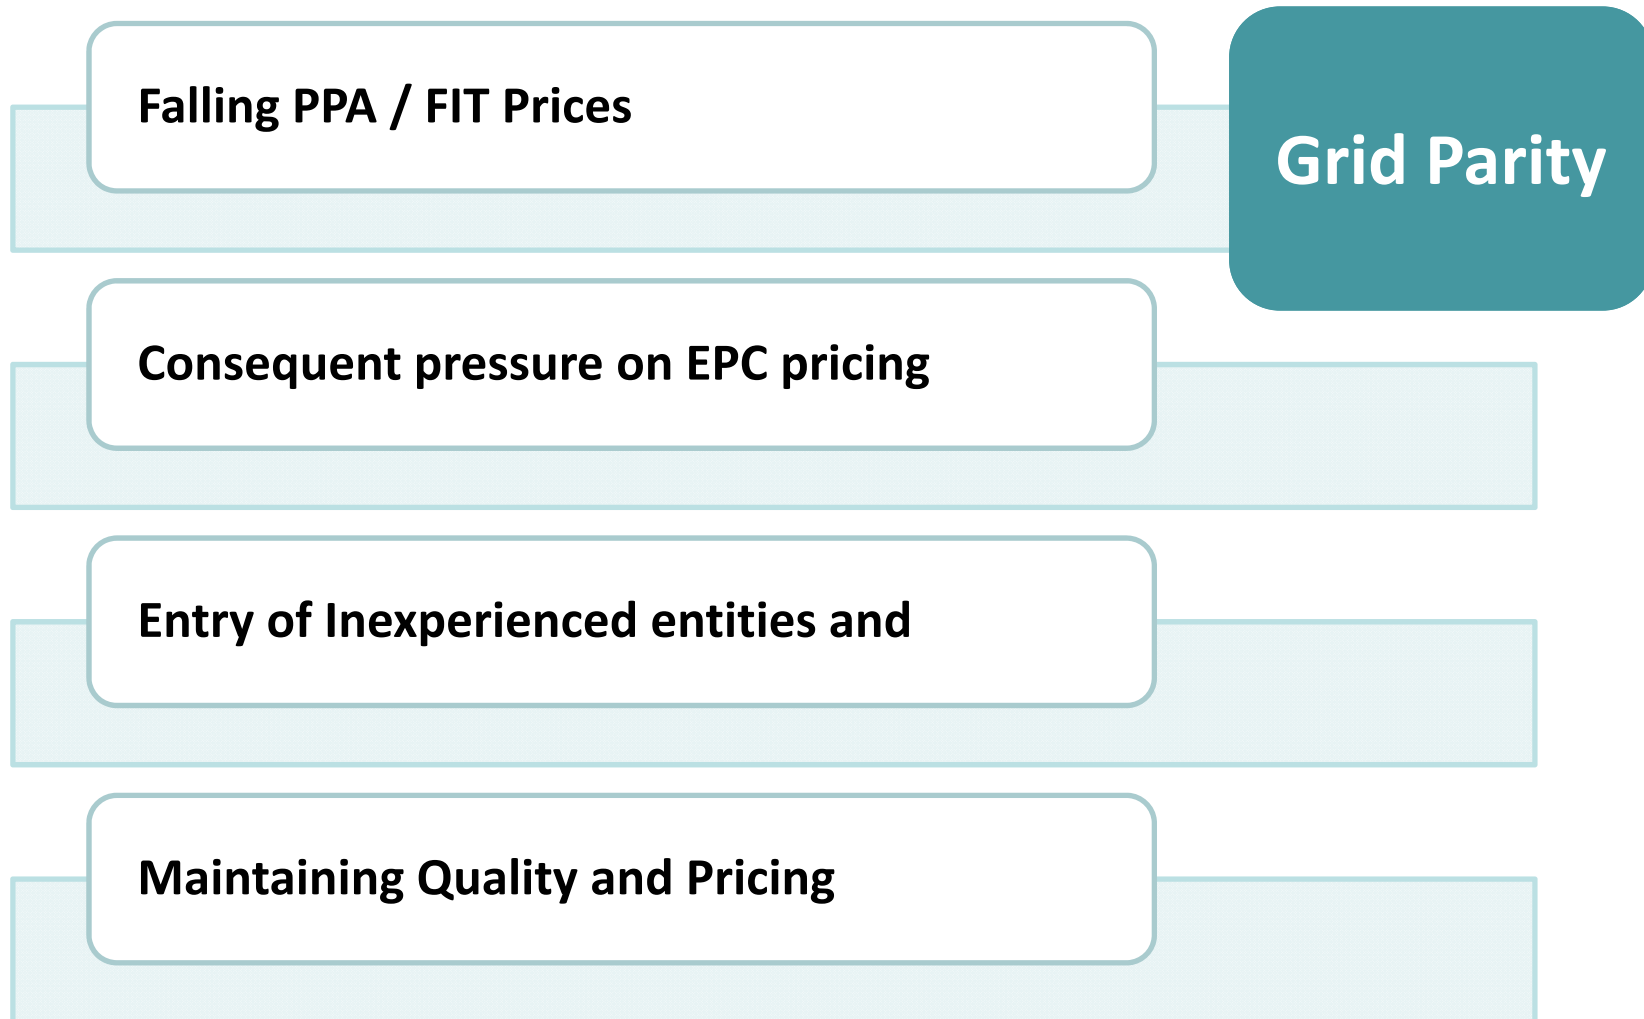 Falling PPA / FIT Prices
Grid Parity
Consequent pressure on EPC pricing
Entry of Inexperienced entities and
Maintaining Quality and Pricing